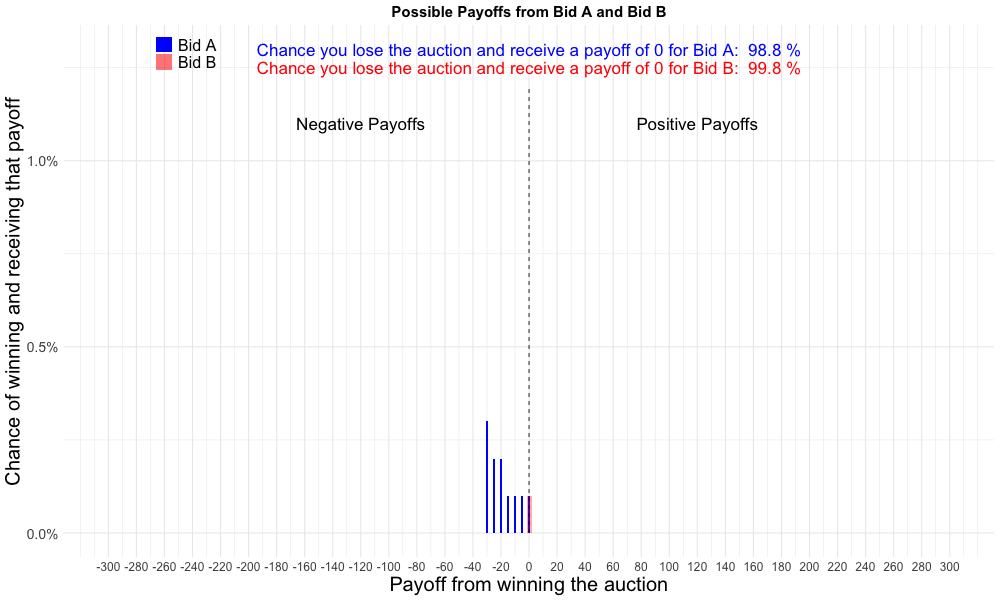 Possible Payoffs from Bid A and Bid B
Bid A
Bid B
Chance you lose the auction and receive a payoff of 0 for Bid A: 98.8 %
Chance you lose the auction and receive a payoff of 0 for Bid B: 99.8 %
Negative Payoffs
Positive Payoffs
Chance of winning and receiving that payoff
1.0%
0.5%
0.0%
-300 -280 -260 -240 -220 -200 -180 -160 -140 -120 -100 -80 -60 -40 -20 0 20 40 60 80 100 120 140 160 180 200 220 240 260 280 300
Payoff from winning the auction